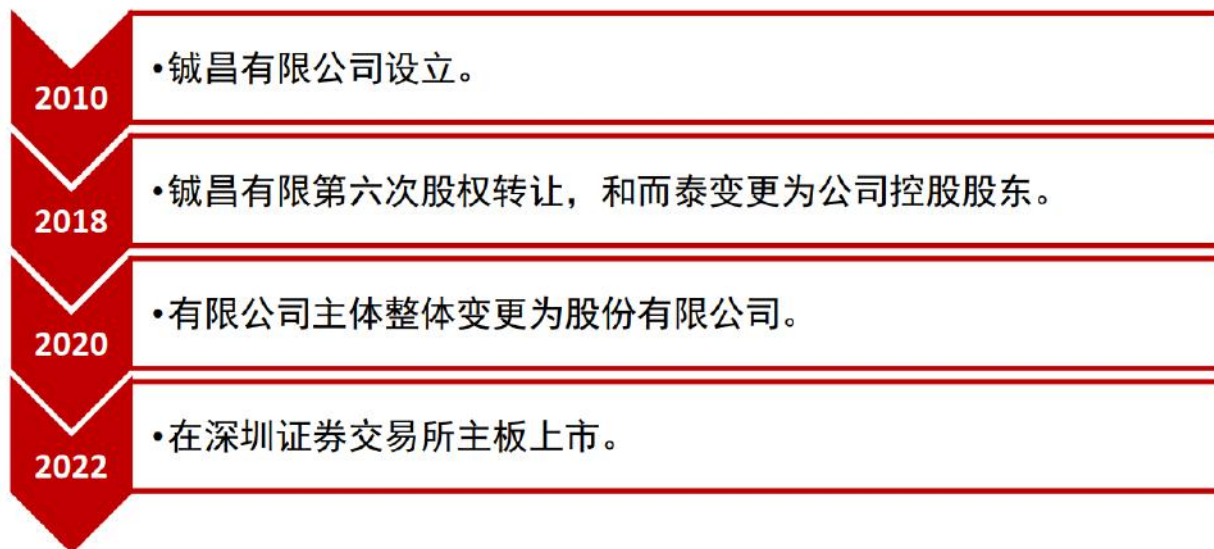 2010
•铖昌有限公司设立。
2018
•铖昌有限第六次股权转让，和而泰变更为公司控股股东。
2020
•有限公司主体整体变更为股份有限公司。
2022
•在深圳证券交易所主板上市。